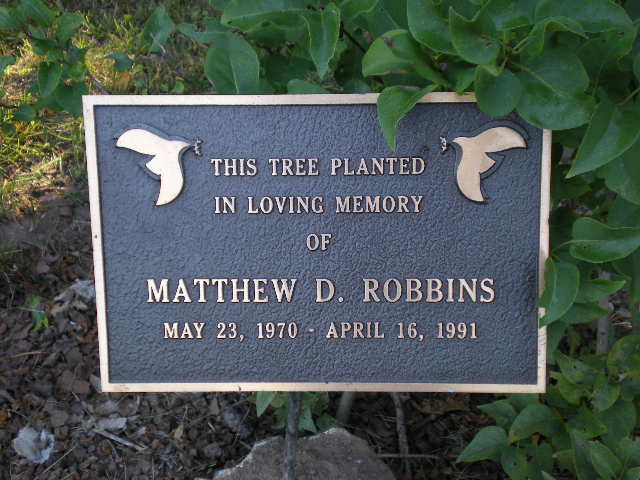 THIS TREE PLANTED
IN LOVING MEMORY
OF
MATTHEW D. ROBBINS
MAY 23, 1970 - APRIL 16, 1991